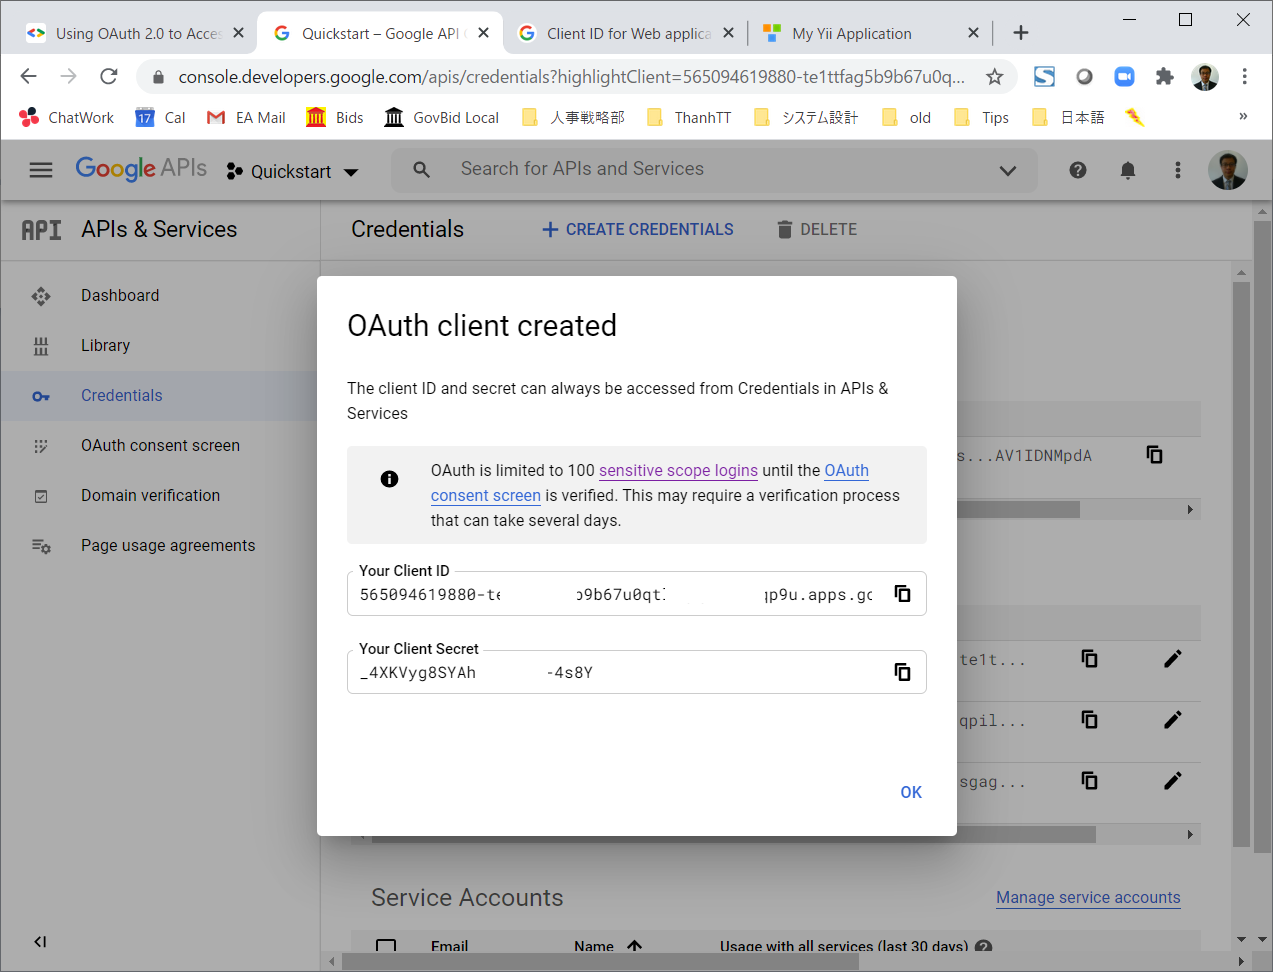 Using OAuth 2.0 to Acces
Quickstart – Google API C
Client ID for Web applica
My Yii Application
console.developers.google.com/apis/credentials?highlightClient=565094619880-te1ttfag5b9b67u0q...
ChatWork
17
Cal
EA Mail
Bids
GovBid Local
人事戦略部
ThanhTT
システム設計
old
Tips
日本語
»
Google APIs
Quickstart
Search for APIs and Services
API
APIs & Services
Credentials
CREATE CREDENTIALS
DELETE
Dashboard
Library
Credentials
OAuth consent screen
Domain verification
Page usage agreements
OAuth client created
The client ID and secret can always be accessed from Credentials in APIs &
Services
OAuth is limited to 100 sensitive scope logins until the OAuth
consent screen is verified. This may require a verification process
that can take several days.
Your Client ID
565094619880-te 9b67u0qt p9u.apps.go
Your Client Secret
_4XKVyg8SYAh -4s8Y
OK
s...AV1IDNMpdA
te1t...
qpil...
sgag...
Service Accounts
Manage service accounts
Email
Name
Usage with all services (last 30 days)